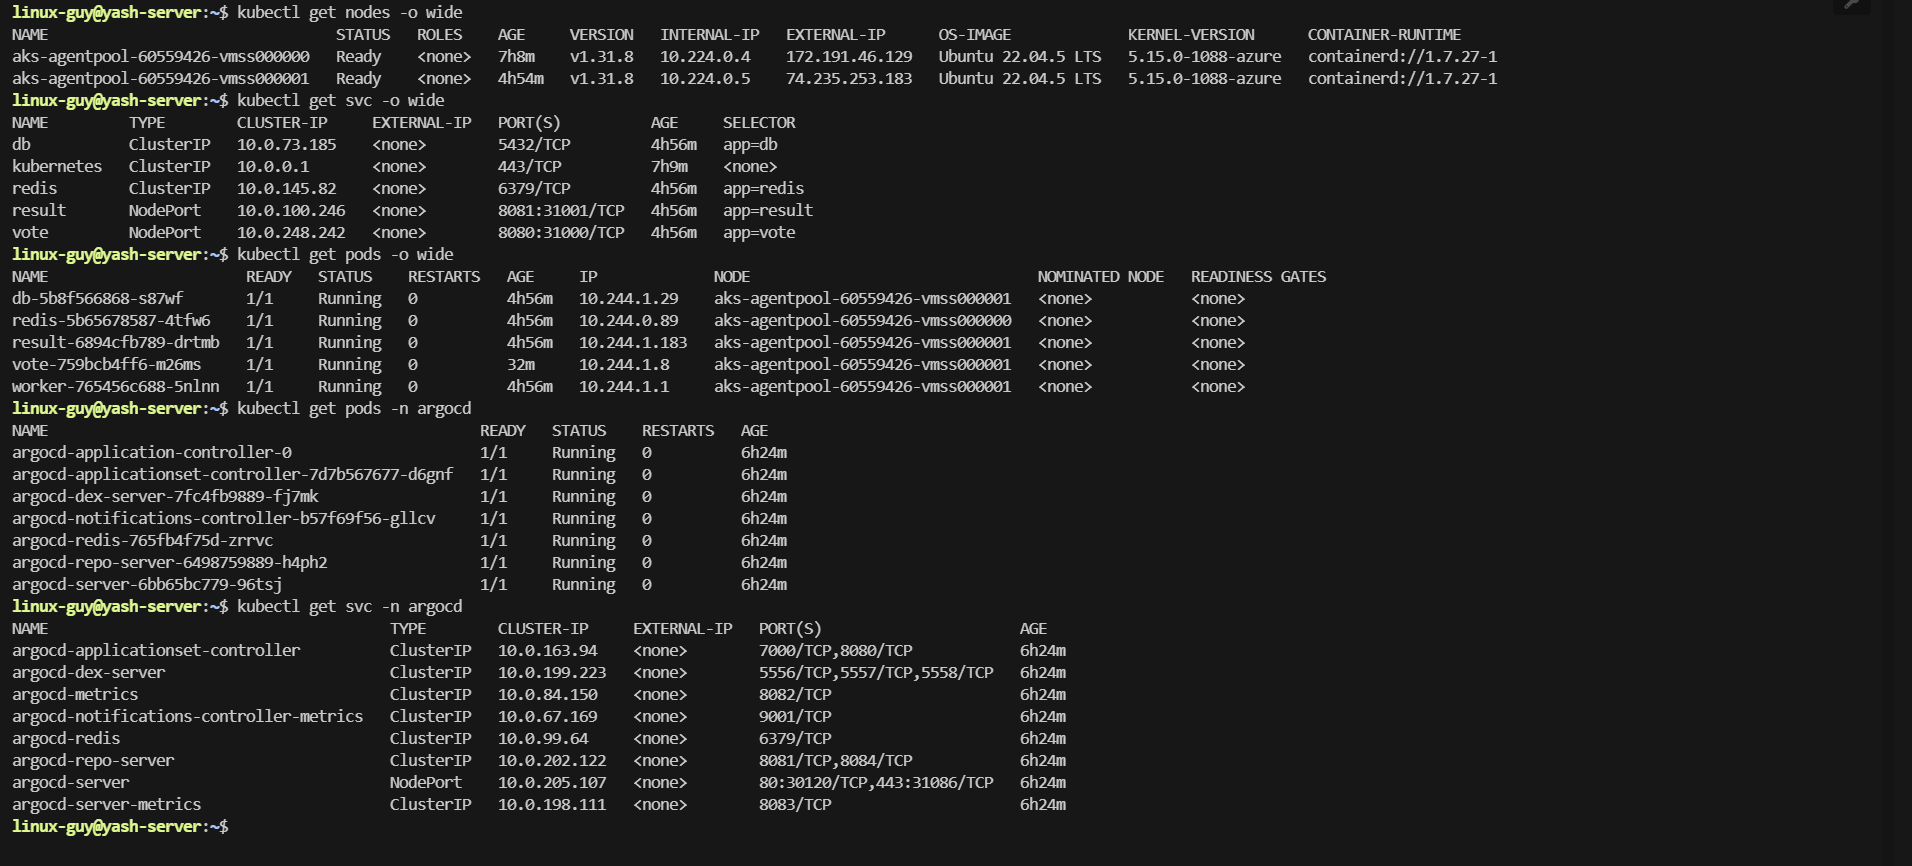 linux-guy@yash-server:~$ kubectl get nodes -o wide
NAME STATUS ROLES AGE VERSION INTERNAL-IP EXTERNAL-IP OS-IMAGE KERNEL-VERSION CONTAINER-RUNTIME
aks-agentpool-60559426-vmss000000 Ready <none> 7h8m v1.31.8 10.224.0.4 172.191.46.129 Ubuntu 22.04.5 LTS 5.15.0-1088-azure containerd://1.7.27-1
aks-agentpool-60559426-vmss000001 Ready <none> 4h54m v1.31.8 10.224.0.5 74.235.253.183 Ubuntu 22.04.5 LTS 5.15.0-1088-azure containerd://1.7.27-1
linux-guy@yash-server:~$ kubectl get svc -o wide
NAME TYPE CLUSTER-IP EXTERNAL-IP PORT(S) AGE SELECTOR
db ClusterIP 10.0.73.185 <none> 5432/TCP 4h56m app=db
kubernetes ClusterIP 10.0.0.1 <none> 443/TCP 7h9m <none>
redis ClusterIP 10.0.145.82 <none> 6379/TCP 4h56m app=redis
result NodePort 10.0.100.246 <none> 8081:31001/TCP 4h56m app=result
vote NodePort 10.0.248.242 <none> 8080:31000/TCP 4h56m app=vote
linux-guy@yash-server:~$ kubectl get pods -o wide
NAME READY STATUS RESTARTS AGE IP NODE NOMINATED NODE READINESS GATES
db-5b8f566868-s87wf 1/1 Running 0 4h56m 10.244.1.29 aks-agentpool-60559426-vmss000001 <none> <none>
redis-5b65678587-4tfw6 1/1 Running 0 4h56m 10.244.0.89 aks-agentpool-60559426-vmss000000 <none> <none>
result-6894cfb789-drtmb 1/1 Running 0 4h56m 10.244.1.183 aks-agentpool-60559426-vmss000001 <none> <none>
vote-759bcb4ff6-m26ms 1/1 Running 0 32m 10.244.1.8 aks-agentpool-60559426-vmss000001 <none> <none>
worker-765456c688-5nlnn 1/1 Running 0 4h56m 10.244.1.1 aks-agentpool-60559426-vmss000001 <none> <none>
linux-guy@yash-server:~$ kubectl get pods -n argocd
NAME READY STATUS RESTARTS AGE
argocd-application-controller-0 1/1 Running 0 6h24m
argocd-applicationset-controller-7d7b567677-d6gnf 1/1 Running 0 6h24m
argocd-dex-server-7fc4fb9889-fj7mk 1/1 Running 0 6h24m
argocd-notifications-controller-b57f69f56-gllcv 1/1 Running 0 6h24m
argocd-redis-765fb4f75d-zrrvc 1/1 Running 0 6h24m
argocd-repo-server-6498759889-h4ph2 1/1 Running 0 6h24m
argocd-server-6bb65bc779-96tsj 1/1 Running 0 6h24m
linux-guy@yash-server:~$ kubectl get svc -n argocd
NAME TYPE CLUSTER-IP EXTERNAL-IP PORT(S) AGE
argocd-applicationset-controller ClusterIP 10.0.163.94 <none> 7000/TCP,8080/TCP 6h24m
argocd-dex-server ClusterIP 10.0.199.223 <none> 5556/TCP,5557/TCP,5558/TCP 6h24m
argocd-metrics ClusterIP 10.0.84.150 <none> 8082/TCP 6h24m
argocd-notifications-controller-metrics ClusterIP 10.0.67.169 <none> 9001/TCP 6h24m
argocd-redis ClusterIP 10.0.99.64 <none> 6379/TCP 6h24m
argocd-repo-server ClusterIP 10.0.202.122 <none> 8081/TCP,8084/TCP 6h24m
argocd-server NodePort 10.0.205.107 <none> 80:30120/TCP,443:31086/TCP 6h24m
argocd-server-metrics ClusterIP 10.0.198.111 <none> 8083/TCP 6h24m
linux-guy@yash-server:~$